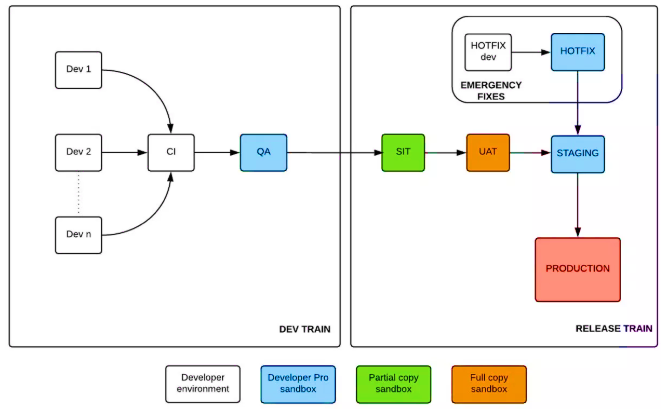 Dev 1
Dev 2
Dev n
CI
QA
DEV TRAIN
HOTFIX
dev
HOTFIX
EMERGENCY
FIXES
SIT
UAT
STAGING
PRODUCTION
RELEASE TRAIN
Developer
environment
Developer Pro
sandbox
Partial copy
sandbox
Full copy
sandbox